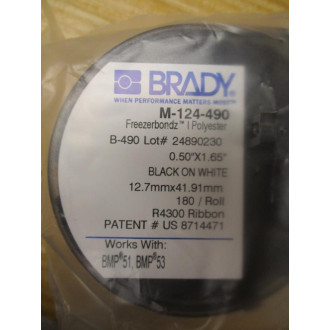 BRADY
WHEN PERFORMANCE MATTERS MOST™
M-124-490
Freezerbondz™ | Polyester
B-490 Lot# 24890230
0.50"X1.65"
BLACK ON WHITE
12.7mmx41.91mm
180 / Roll
R4300 Ribbon
PATENT # US 8714471
Works With:
BMP®51, BMP®53